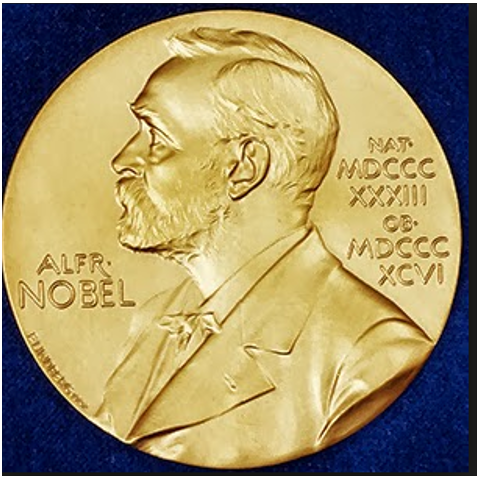 ALFR·
NOBEL
NAT·
MDCCC
XXXIII
OB·
MDCCC
XCVI